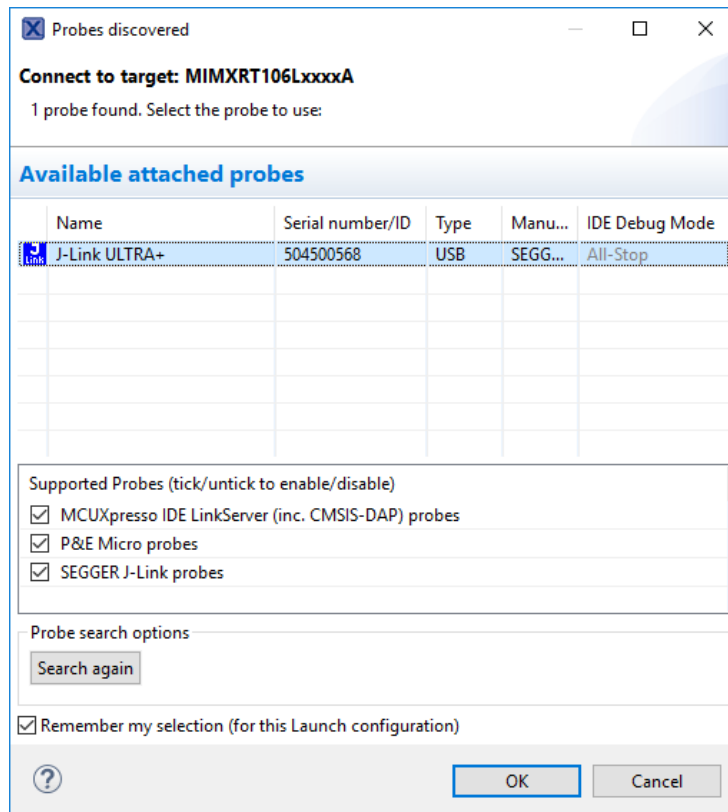 Probes discovered
Connect to target: MIMXRT106LxxxxA
1 probe found. Select the probe to use:
Available attached probes
Name Serial number/ID Type Manu... IDE Debug Mode
J Link J-Link ULTRA+ 504500568 USB SEGG... All-Stop
Supported Probes (tick/untick to enable/disable)
MCUXpresso IDE LinkServer (inc. CMSIS-DAP) probes
P&E Micro probes
SEGGER J-Link probes
Probe search options
Search again
Remember my selection (for this Launch configuration)
? OK Cancel